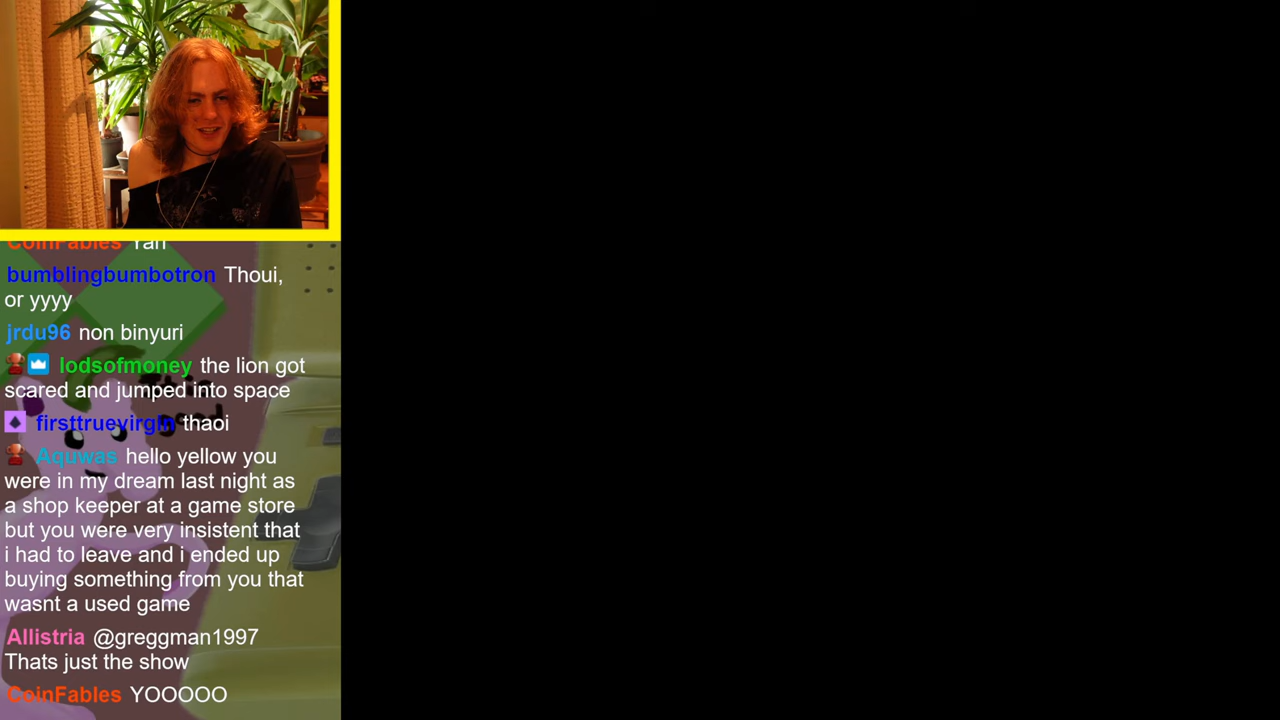 CoinFables Yah
bumblingbumbotron Thoui,
or yyyy
jrdu96 non binyuri
lodsofmoney the lion got
scared and jumped into space
firsttruevirgin thaoi
Aquwas hello yellow you
were in my dream last night as
a shop keeper at a game store
but you were very insistent that
i had to leave and i ended up
buying something from you that
wasnt a used game
Allistria @greggman1997
Thats just the show
CoinFables YOOOOO